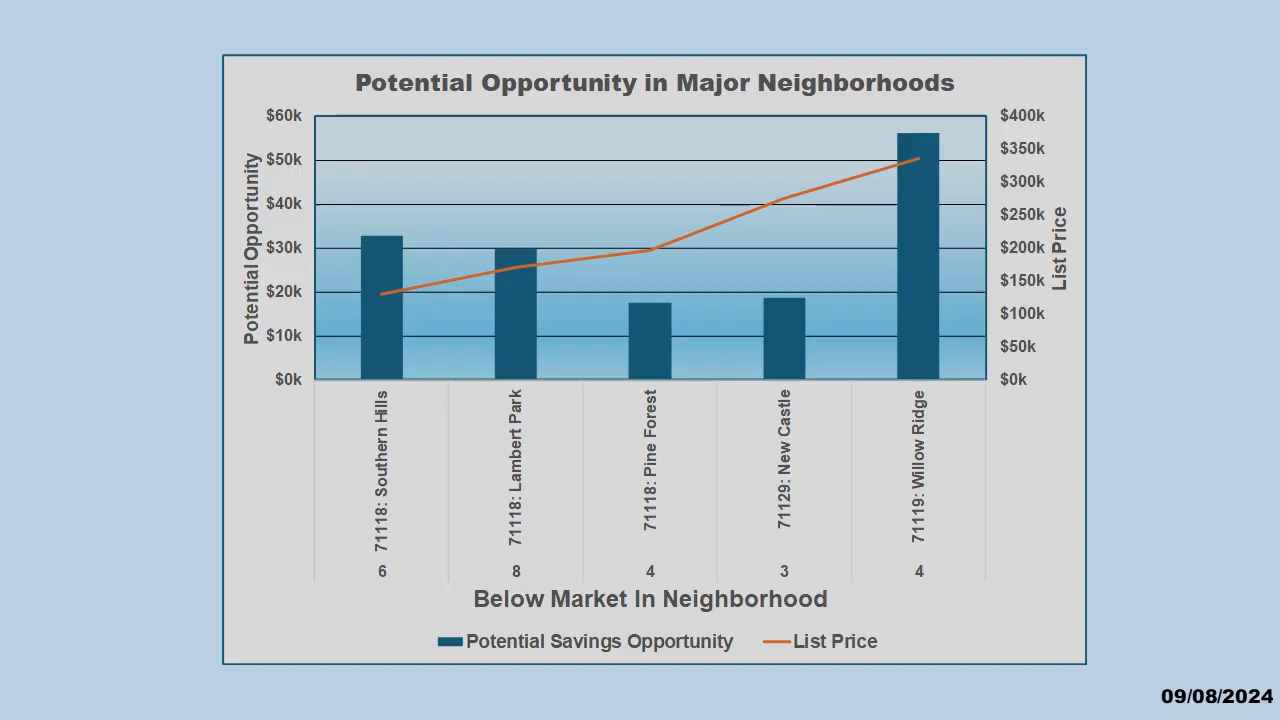 Potential Opportunity in Major Neighborhoods
$60k
$50k
$40k
$30k
$20k
$10k
$0k
Potential Opportunity
$400k
$350k
$300k
$250k
$200k
$150k
$100k
$50k
$0k
List Price
71118: Southern Hills
71118: Lambert Park
71118: Pine Forest
71129: New Castle
71119: Willow Ridge
6 8 4 3 4
Below Market In Neighborhood
Potential Savings Opportunity List Price
09/08/2024